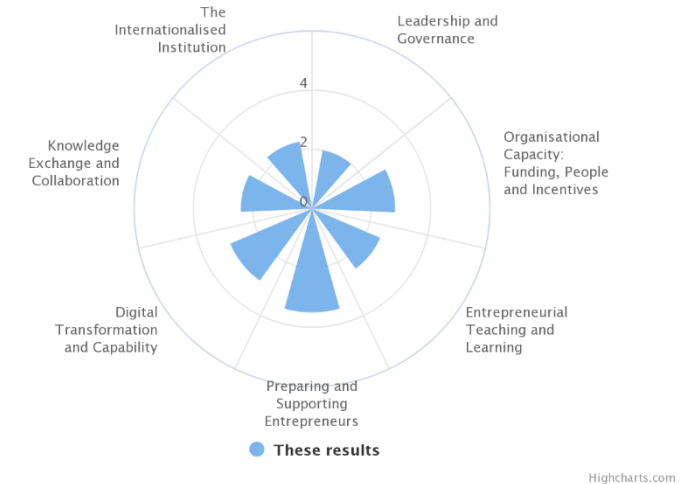 The
Internationalised
Institution
Leadership and
Governance
4
2
0
Knowledge
Exchange and
Collaboration
Organisational
Capacity:
Funding, People
and Incentives
Digital
Transformation
and Capability
Entrepreneurial
Teaching and
Learning
Preparing and
Supporting
Entrepreneurs
These results
Highcharts.com